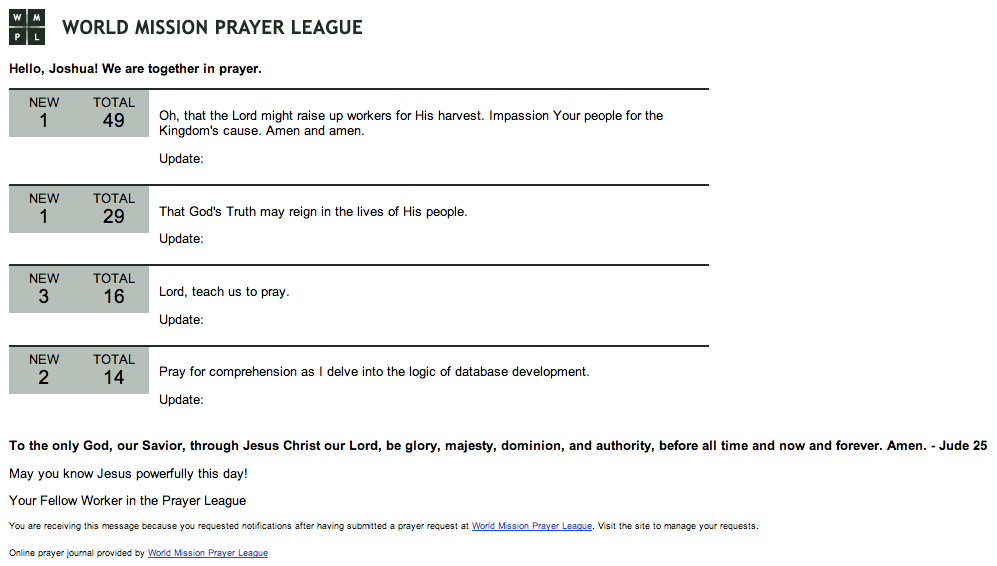 W M
P L
WORLD MISSION PRAYER LEAGUE
Hello, Joshua! We are together in prayer.
NEW TOTAL
1 49
Oh, that the Lord might raise up workers for His harvest. Impassion Your people for the
Kingdom's cause. Amen and amen.
Update:
NEW TOTAL
1 29
That God's Truth may reign in the lives of His people.
Update:
NEW TOTAL
3 16
Lord, teach us to pray.
Update:
NEW TOTAL
2 14
Pray for comprehension as I delve into the logic of database development.
Update:
To the only God, our Savior, through Jesus Christ our Lord, be glory, majesty, dominion, and authority, before all time and now and forever. Amen. - Jude 25
May you know Jesus powerfully this day!
Your Fellow Worker in the Prayer League
You are receiving this message because you requested notifications after having submitted a prayer request at World Mission Prayer League. Visit the site to manage your requests.
Online prayer journal provided by World Mission Prayer League